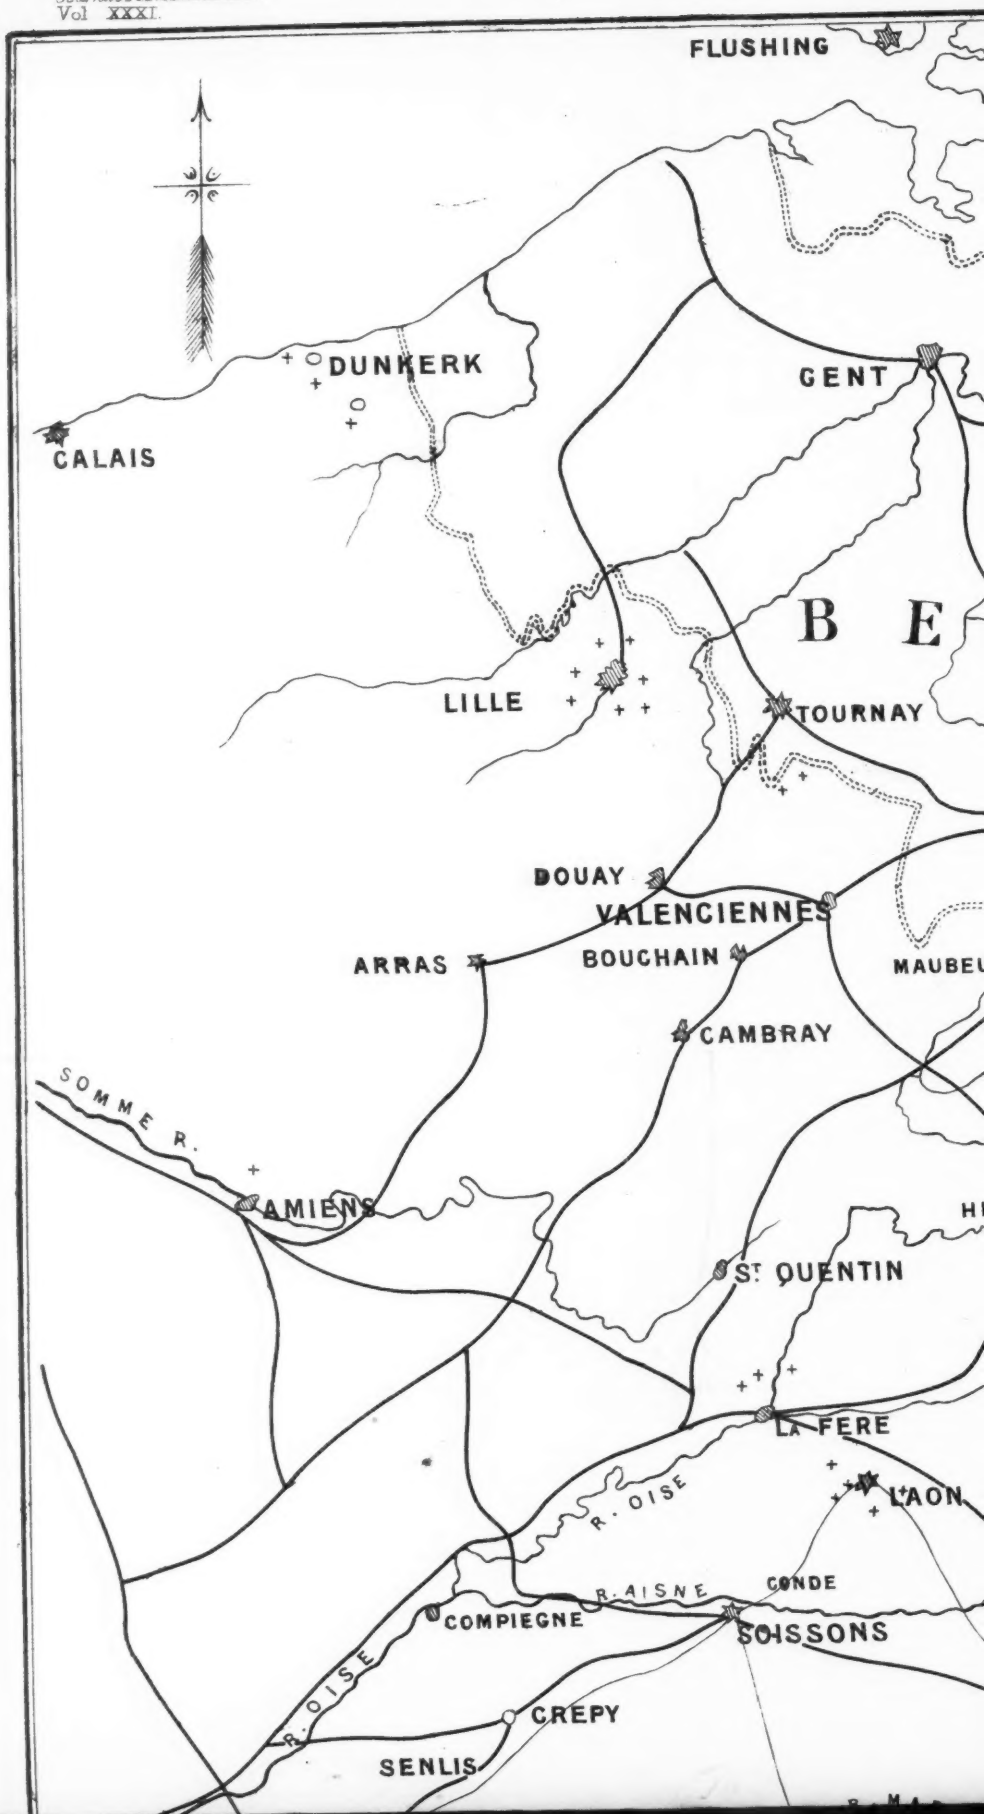 Vol XXXI.
FLUSHING
DUNKERK
GENT
CALAIS
B E
LILLE
TOURNAY
DOUAY
VALENCIENNES
BOUCHAIN
ARRAS
MAUBEU
CAMBRAY
SOMME R.
AMIENS
ST. QUENTIN
LA FERE
R. OISE
LAON
R. AISNE
CONDE
COMPIEGNE
SOISSONS
R. OISE
CREPY
SENLIS